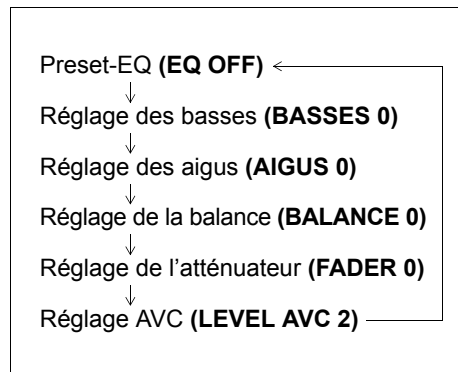 Preset-EQ (EQ OFF)
Réglage des basses (BASSES 0)
Réglage des aigus (AIGUS 0)
Réglage de la balance (BALANCE 0)
Réglage de l’atténuateur (FADER 0)
Réglage AVC (LEVEL AVC 2)